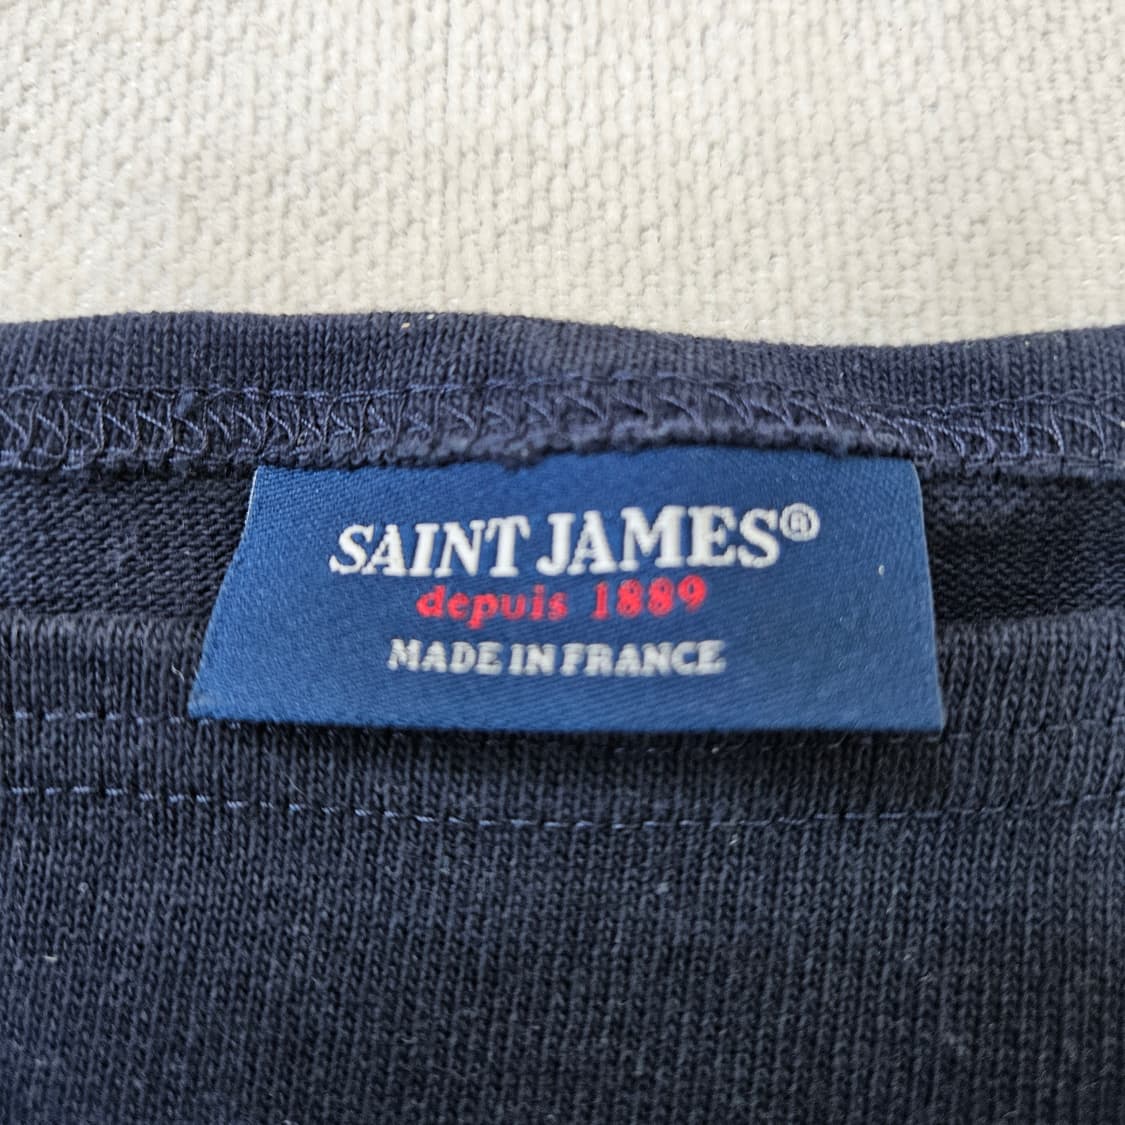 SAINT JAMES®
depuis 1889
MADE IN FRANCE